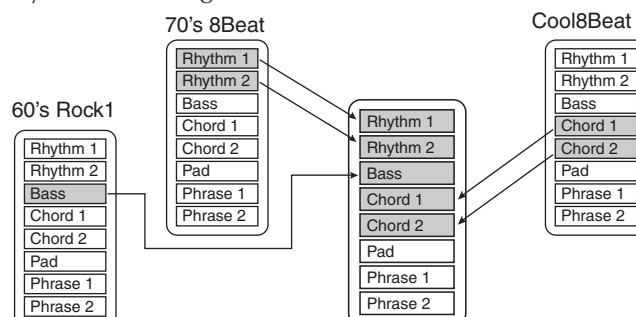 70's 8Beat
Rhythm 1
Rhythm 2
Bass
Chord 1
Chord 2
Pad
Phrase 1
Phrase 2
60's Rock1
Rhythm 1
Rhythm 2
Bass
Chord 1
Chord 2
Pad
Phrase 1
Phrase 2
Rhythm 1
Rhythm 2
Bass
Chord 1
Chord 2
Pad
Phrase 1
Phrase 2
Cool8Beat
Rhythm 1
Rhythm 2
Bass
Chord 1
Chord 2
Pad
Phrase 1
Phrase 2